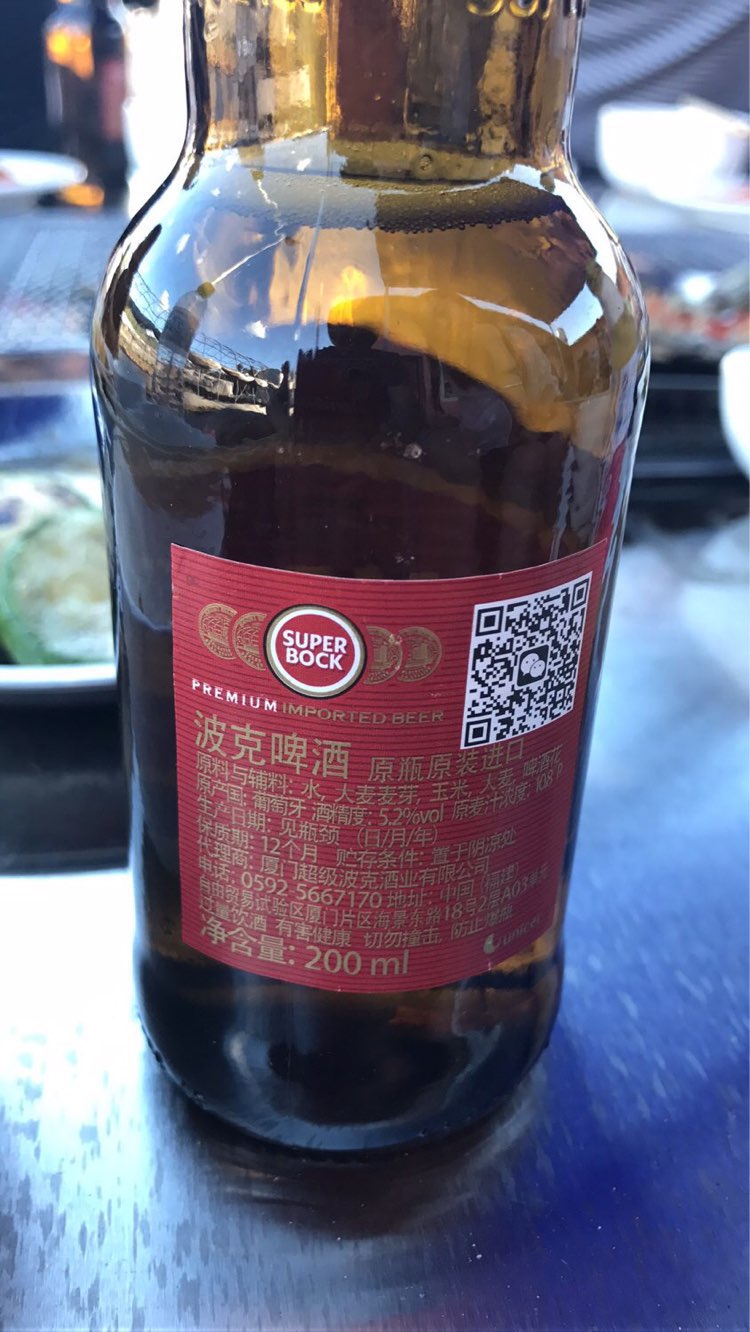 SUPER
BOCK
PREMIUM IMPORTED BEER
波克啤酒 原瓶原装进口
原料与辅料: 水, 大麦麦芽, 玉米, 大麦, 啤酒花
原产国: 葡萄牙 酒精度: 5.2%vol 原麦汁浓度: 10.8°P
生产日期: 见瓶颈 (日/月/年)
保质期: 12个月 贮存条件: 置于阴凉处
代理商: 厦门超级波克酒业有限公司
电话: 0592 5667170 地址: 中国 (福建)
自由贸易试验区厦门片区海景东路18号2层A03单元
过量饮酒 有害健康 切勿撞击, 防止爆瓶
净含量: 200 ml
unicer